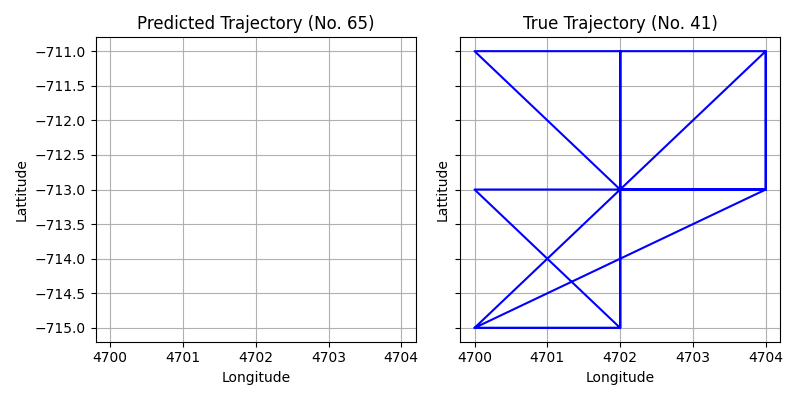 Predicted Trajectory (No. 65)
True Trajectory (No. 41)
−711.0
−711.5
−712.0
−712.5
−713.0
−713.5
−714.0
−714.5
−715.0
Lattitude
Lattitude
4700 4701 4702 4703 4704
4700 4701 4702 4703 4704
Longitude
Longitude